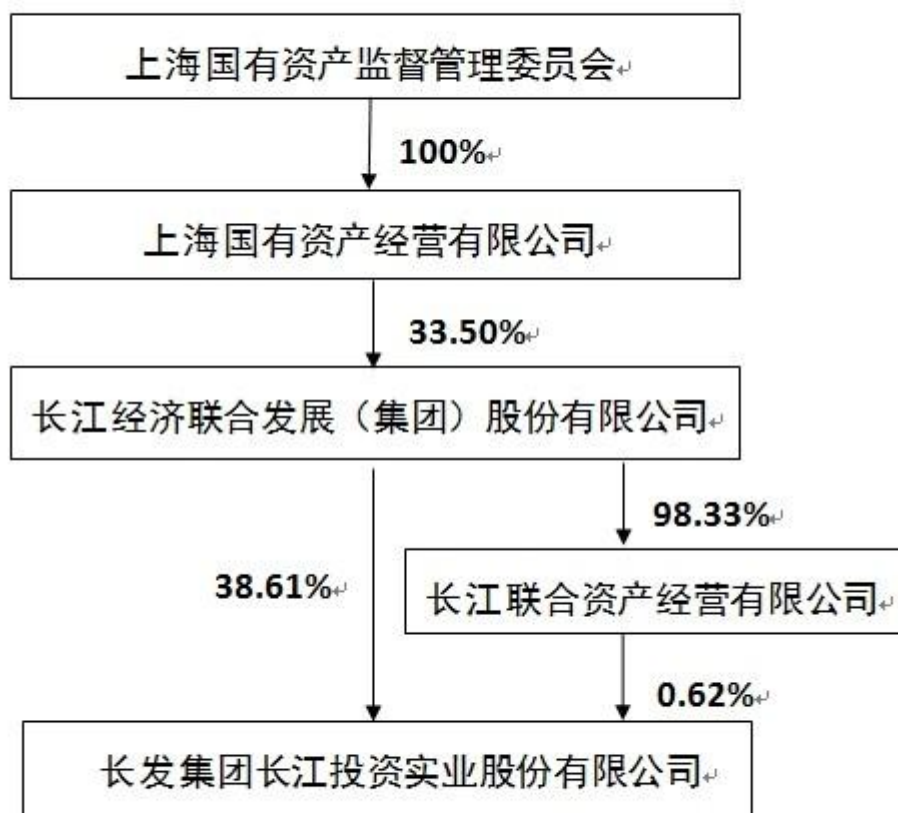 上海国有资产监督管理委员会
100%
上海国有资产经营有限公司
33.50%
长江经济联合发展（集团）股份有限公司
98.33%
38.61%
长江联合资产经营有限公司
0.62%
长发集团长江投资实业股份有限公司